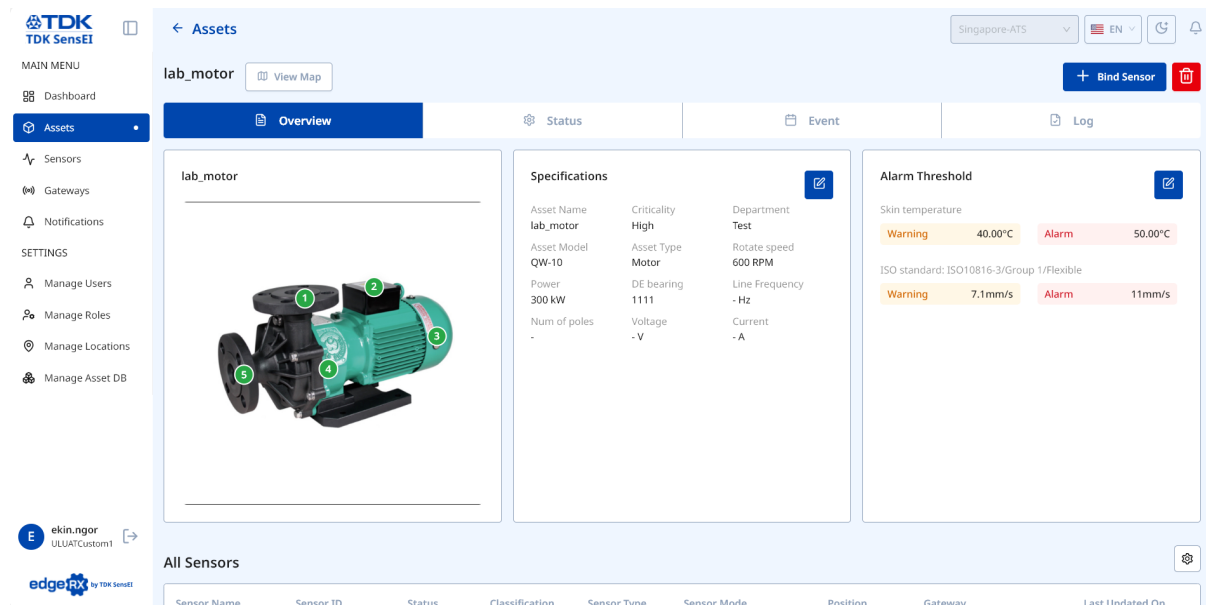 TDK
TDK SensEI
Assets
Singapore-ATS
EN
MAIN MENU
Dashboard
Assets
Sensors
Gateways
Notifications
SETTINGS
Manage Users
Manage Roles
Manage Locations
Manage Asset DB
E
ekin.ngor
ULUATCustom1
edgeRX by TDK SensEI
lab_motor
View Map
Bind Sensor
Overview
Status
Event
Log
lab_motor
1
2
3
4
5
Specifications
Asset Name Criticality Department
lab_motor High Test
Asset Model Asset Type Rotate speed
QW-10 Motor 600 RPM
Power DE bearing Line Frequency
300 kW 1111 - Hz
Num of poles Voltage Current
- - V - A
Alarm Threshold
Skin temperature
Warning 40.00°C Alarm 50.00°C
ISO standard: ISO10816-3/Group 1/Flexible
Warning 7.1mm/s Alarm 11mm/s
All Sensors
Sensor Name Sensor ID Status Classification Sensor Type Sensor Mode Position Gateway Last Updated On